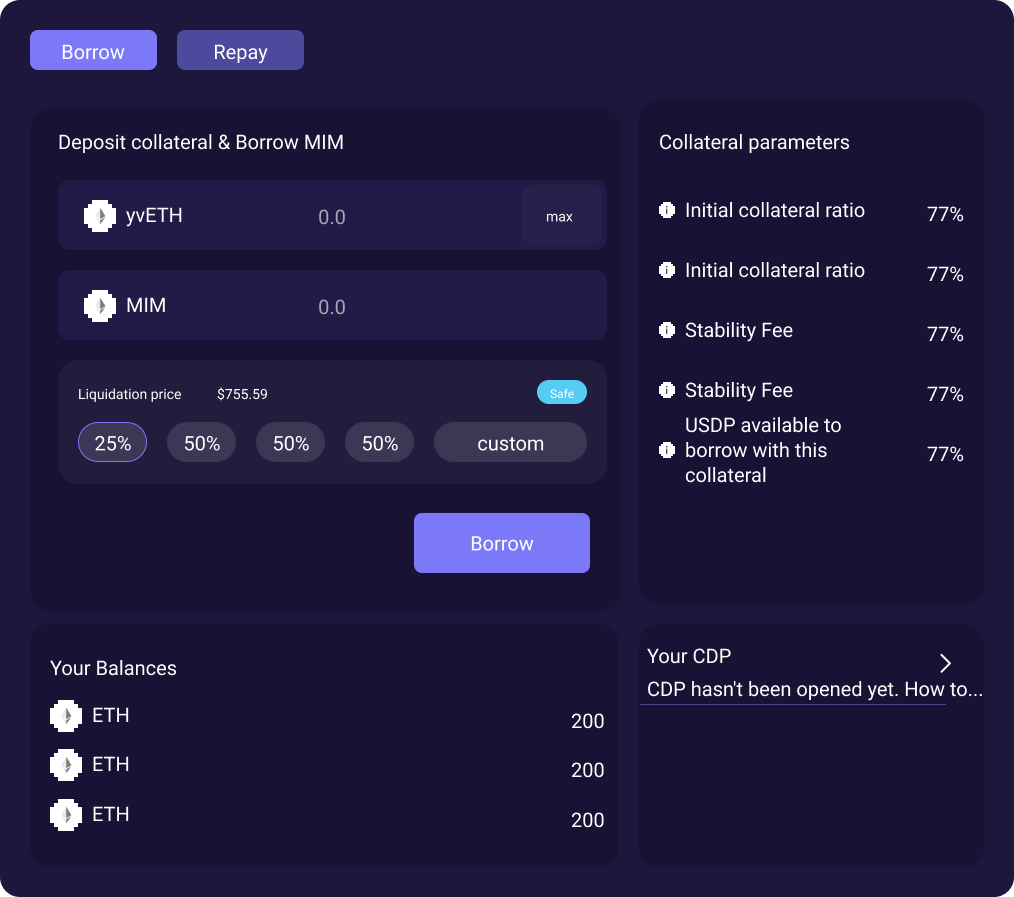 Borrow
Repay
Deposit collateral & Borrow MIM
yvETH
0.0
max
MIM
0.0
Liquidation price
$755.59
Safe
25%
50%
50%
50%
custom
Borrow
Collateral parameters
Initial collateral ratio
77%
Initial collateral ratio
77%
Stability Fee
77%
Stability Fee
77%
USDP available to
borrow with this
collateral
77%
Your Balances
ETH
200
ETH
200
ETH
200
Your CDP
CDP hasn't been opened yet. How to...